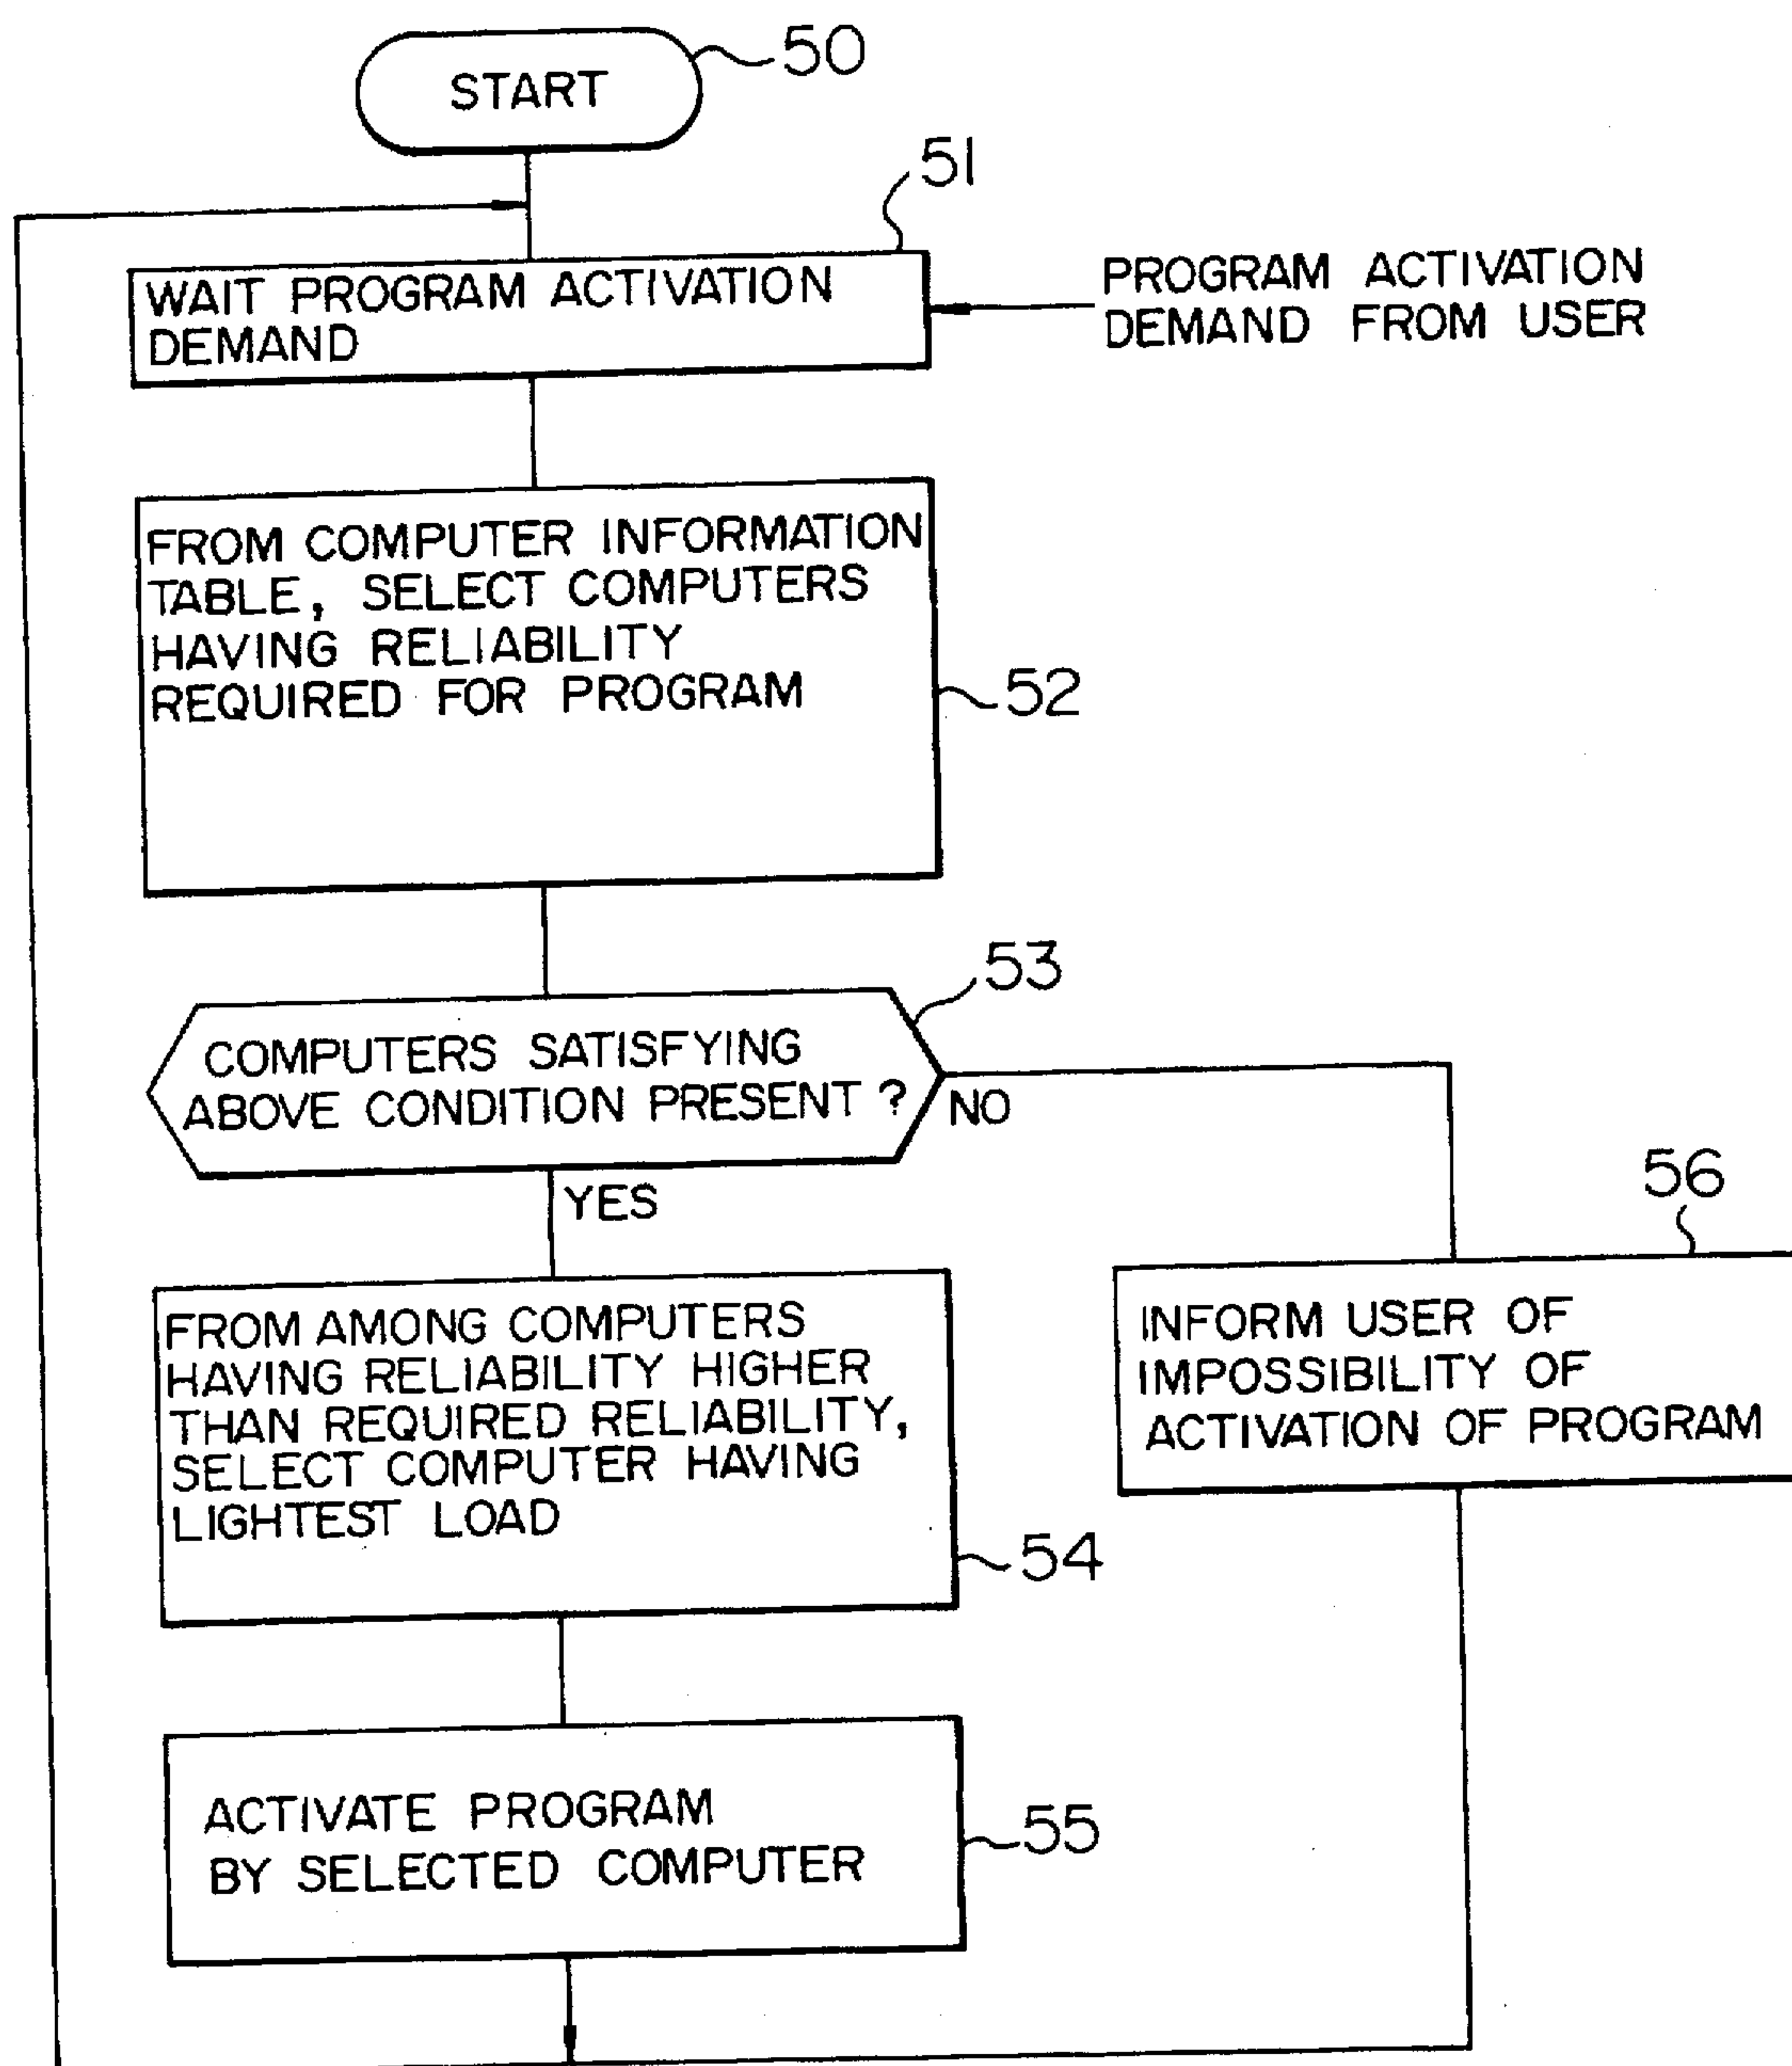 START
50
51
WAIT PROGRAM ACTIVATION
DEMAND
PROGRAM ACTIVATION
DEMAND FROM USER
FROM COMPUTER INFORMATION
TABLE, SELECT COMPUTERS
HAVING RELIABILITY
REQUIRED FOR PROGRAM
52
53
COMPUTERS SATISFYING
ABOVE CONDITION PRESENT ?
NO
YES
56
FROM AMONG COMPUTERS
HAVING RELIABILITY HIGHER
THAN REQUIRED RELIABILITY,
SELECT COMPUTER HAVING
LIGHTEST LOAD
54
INFORM USER OF
IMPOSSIBILITY OF
ACTIVATION OF PROGRAM
ACTIVATE PROGRAM
BY SELECTED COMPUTER
55